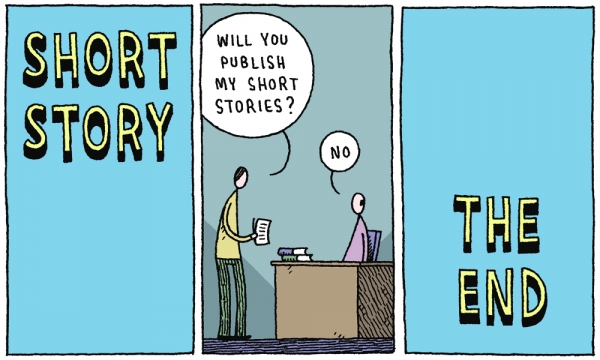 SHORT
STORY
WILL YOU
PUBLISH
MY SHORT
STORIES?
NO
THE
END